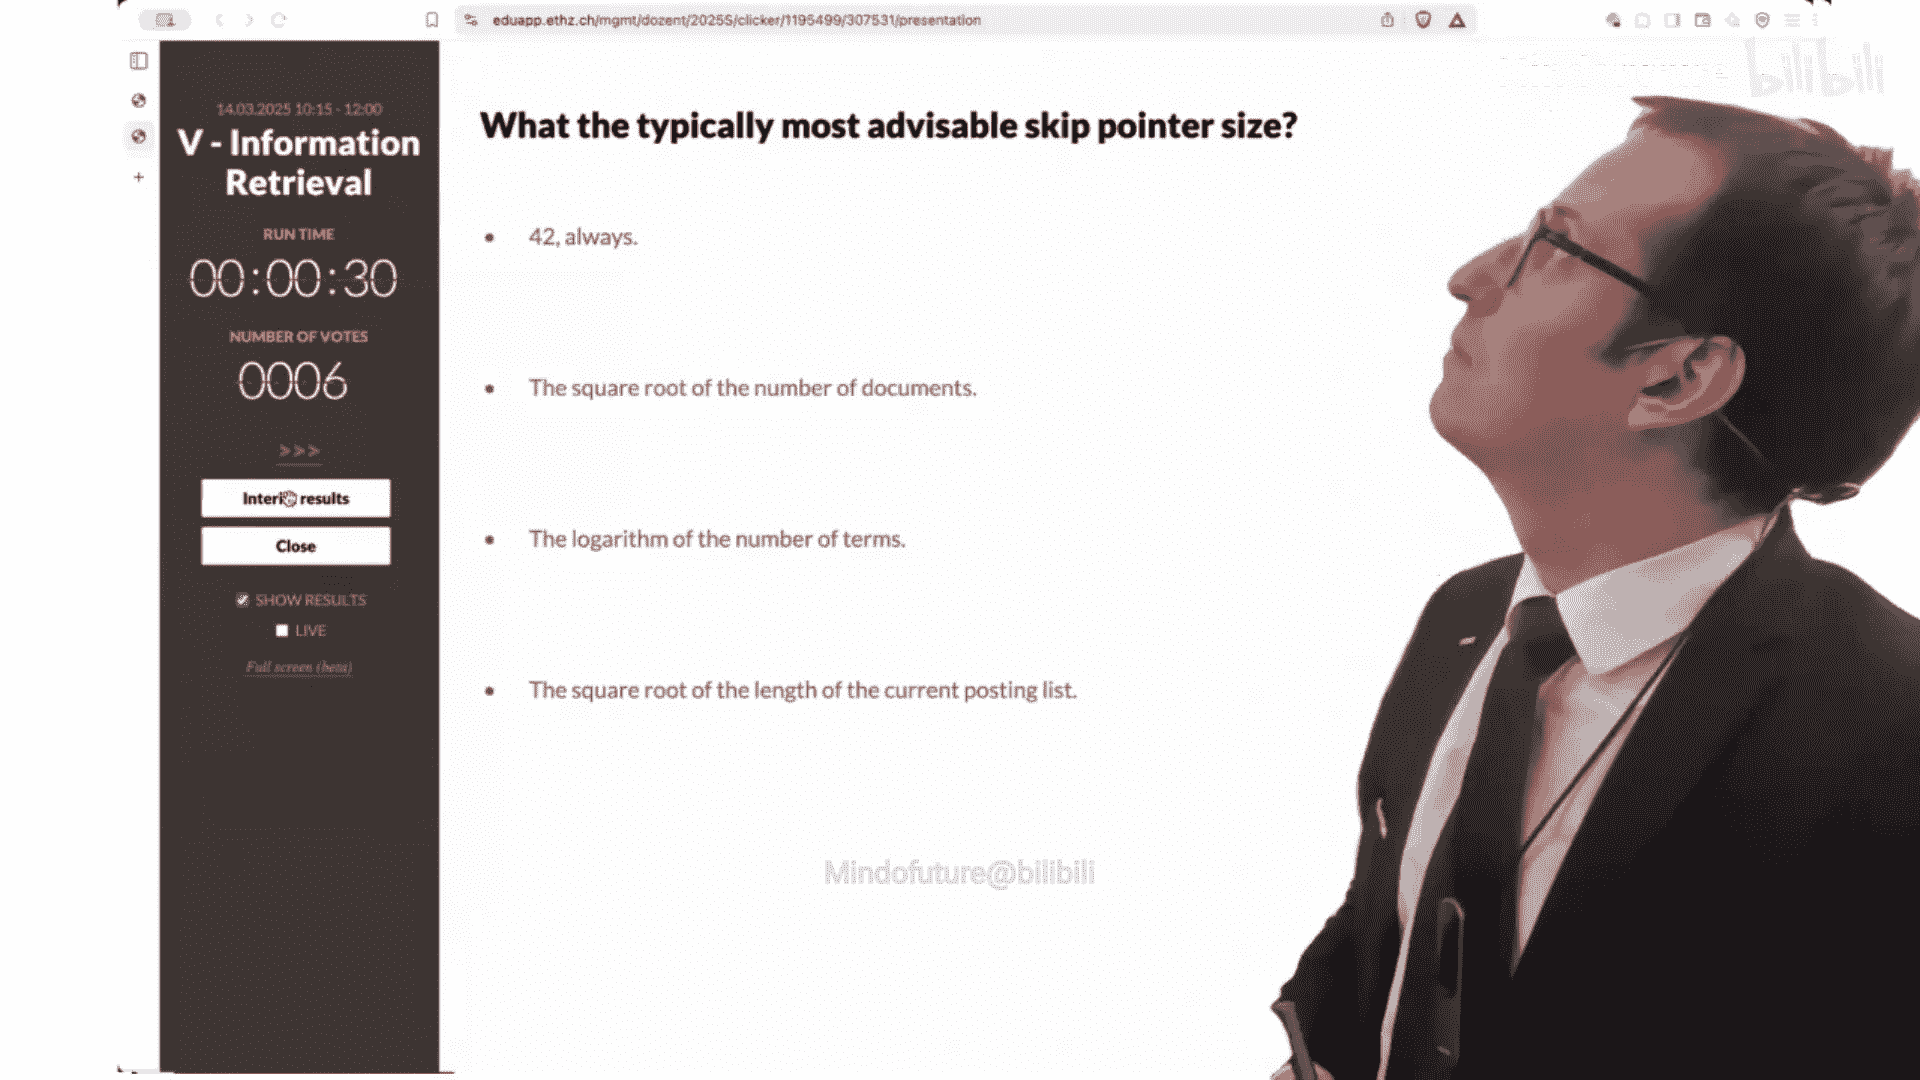 eduapp.ethz.ch/mgmt/dozent/2025S/clicker/1195499/307531/presentation
bilibili
14.03.2025 10:15 - 12:00
V - Information
Retrieval
RUN TIME
00:00:30
NUMBER OF VOTES
0006
>>>
Interim results
Close
SHOW RESULTS
LIVE
Full screen (beta)
What the typically most advisable skip pointer size?
• 42, always.
• The square root of the number of documents.
• The logarithm of the number of terms.
• The square root of the length of the current posting list.
Mindofuture@bilibili